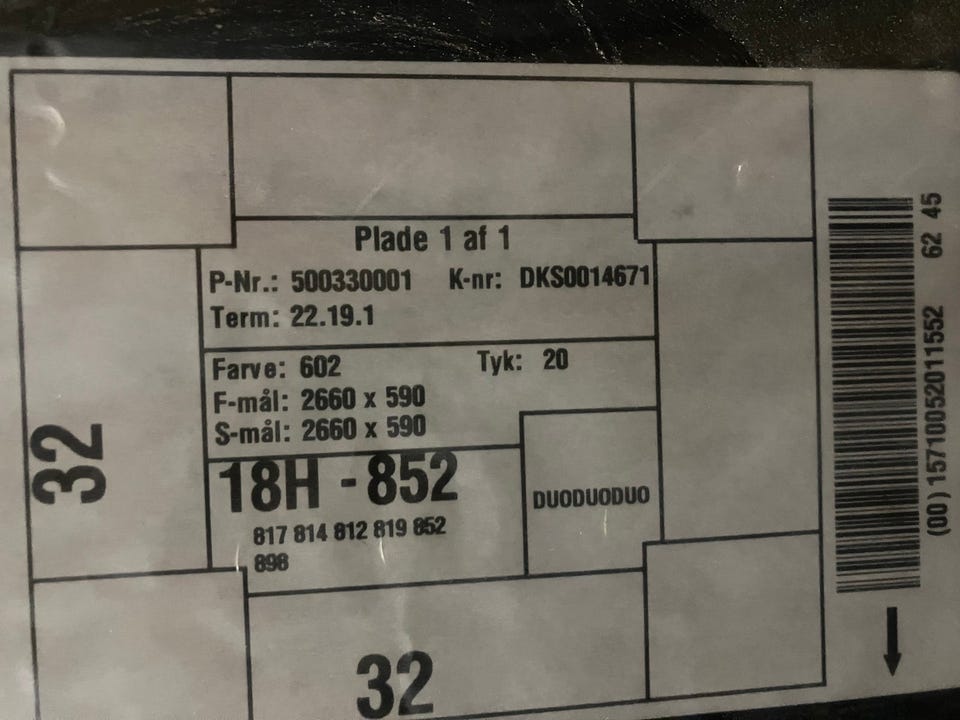 Plade 1 af 1
P-Nr.: 500330001 K-nr: DKS0014671
Term: 22.19.1
Farve: 602 Tyk: 20
F-mål: 2660 x 590
S-mål: 2660 x 590
18H - 852
817 814 812 819 852
898
DUODUODUO
32
32
(00) 157100520115526245